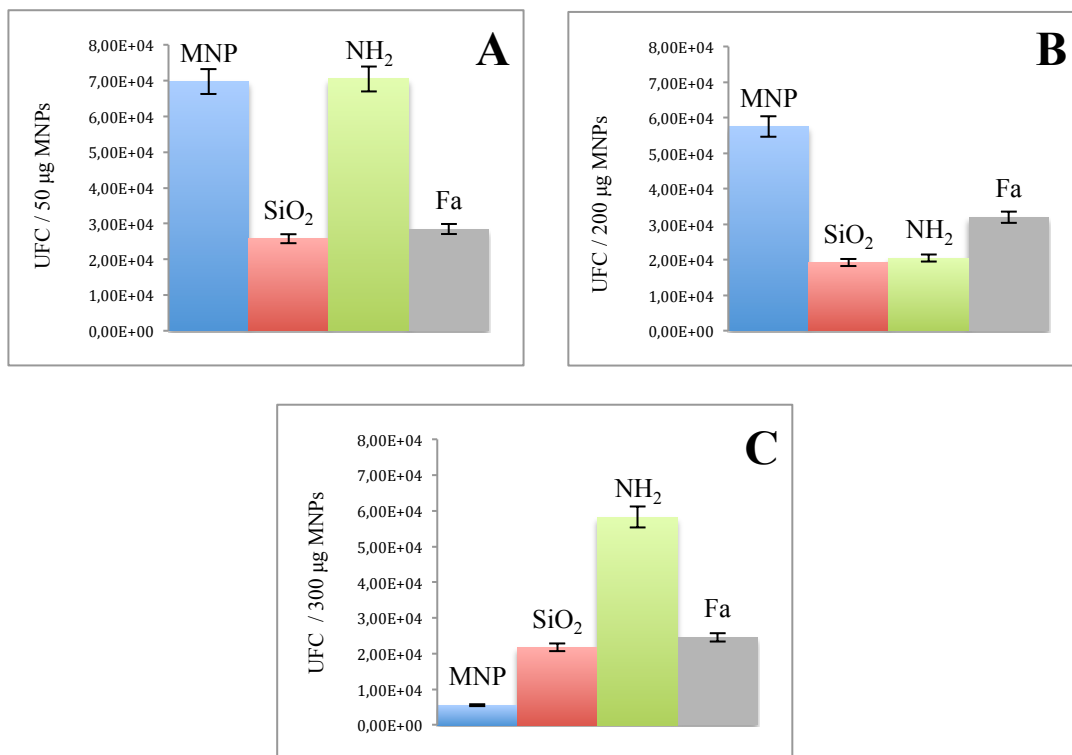 A
UFC / 50 µg MNPs
8,00E+04
7,00E+04
6,00E+04
5,00E+04
4,00E+04
3,00E+04
2,00E+04
1,00E+04
0,00E+00
MNP
SiO₂
NH₂
Fa
B
UFC / 200 µg MNPs
8,00E+04
7,00E+04
6,00E+04
5,00E+04
4,00E+04
3,00E+04
2,00E+04
1,00E+04
0,00E+00
MNP
SiO₂
NH₂
Fa
C
UFC / 300 µg MNPs
8,00E+04
7,00E+04
6,00E+04
5,00E+04
4,00E+04
3,00E+04
2,00E+04
1,00E+04
0,00E+00
MNP
SiO₂
NH₂
Fa